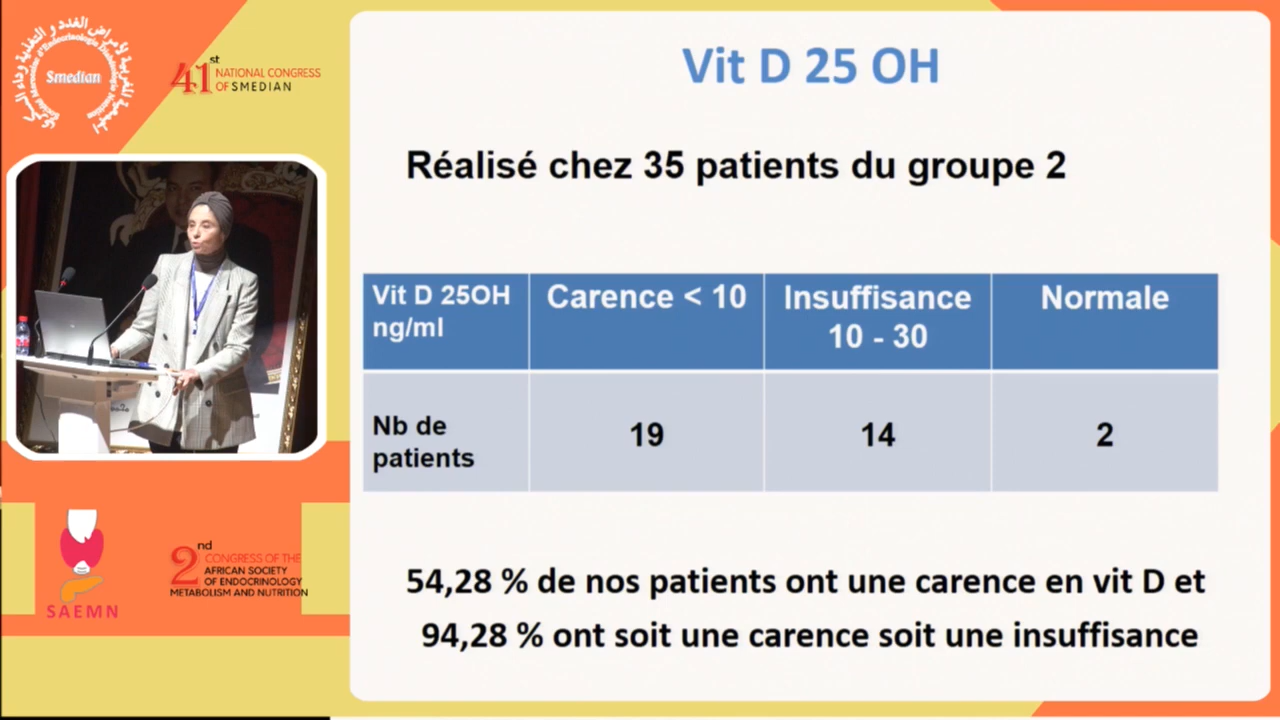 Smedian
41st
NATIONAL CONGRESS
OF SMEDIAN
Vit D 25 OH
Réalisé chez 35 patients du groupe 2
Vit D 25OH
ng/ml
Carence < 10
Insuffisance
10 - 30
Normale
Nb de
patients
19
14
2
54,28 % de nos patients ont une carence en vit D et
94,28 % ont soit une carence soit une insuffisance
SAEMN
2nd
CONGRESS OF THE
AFRICAN SOCIETY
OF ENDOCRINOLOGY
METABOLISM AND NUTRITION